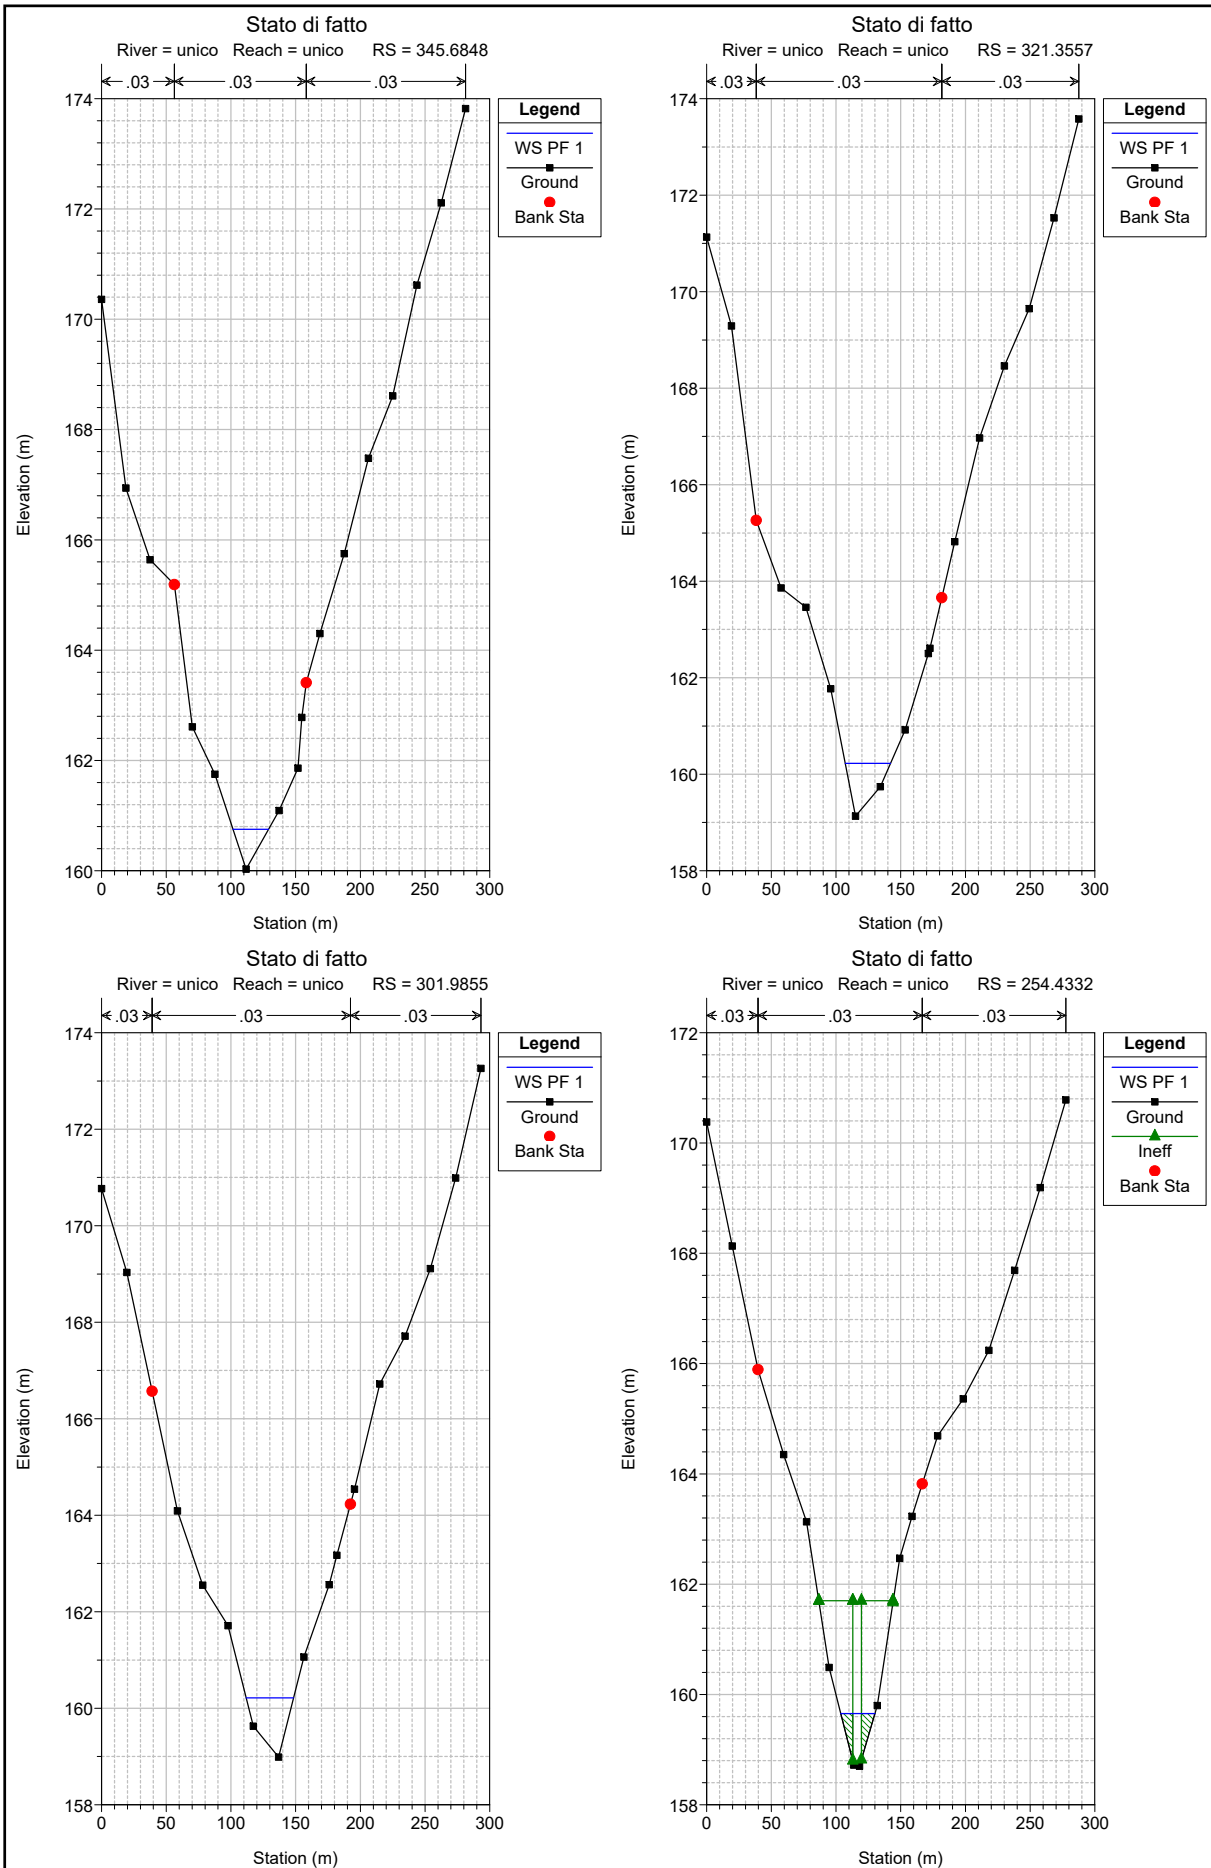 Stato di fatto
River = unico Reach = unico RS = 345.6848
.03 .03 .03
Legend
WS PF 1
Ground
Bank Sta
174
172
170
168
166
164
162
160
0 50 100 150 200 250 300
Station (m)
Elevation (m)
Stato di fatto
River = unico Reach = unico RS = 321.3557
.03 .03 .03
Legend
WS PF 1
Ground
Bank Sta
174
172
170
168
166
164
162
160
158
0 50 100 150 200 250 300
Station (m)
Elevation (m)
Stato di fatto
River = unico Reach = unico RS = 301.9855
.03 .03 .03
Legend
WS PF 1
Ground
Bank Sta
174
172
170
168
166
164
162
160
158
0 50 100 150 200 250 300
Station (m)
Elevation (m)
Stato di fatto
River = unico Reach = unico RS = 254.4332
.03 .03 .03
Legend
WS PF 1
Ground
Ineff
Bank Sta
172
170
168
166
164
162
160
158
0 50 100 150 200 250 300
Station (m)
Elevation (m)